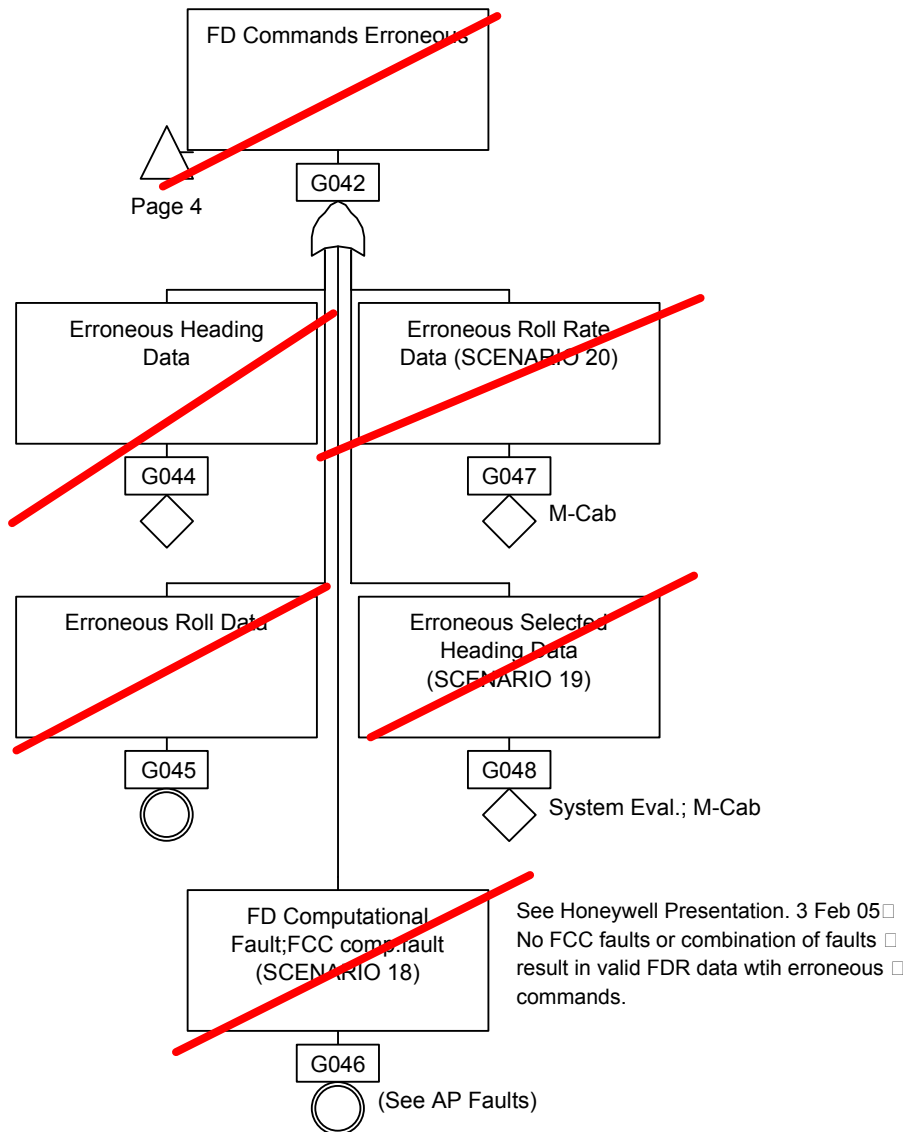 FD Commands Erroneous
Page 4
G042
Erroneous Heading
Data
Erroneous Roll Rate
Data (SCENARIO 20)
G044
G047
M-Cab
Erroneous Roll Data
Erroneous Selected
Heading Data
(SCENARIO 19)
G045
G048
System Eval.; M-Cab
FD Computational
Fault;FCC comp.fault
(SCENARIO 18)
See Honeywell Presentation. 3 Feb 05
No FCC faults or combination of faults
result in valid FDR data wtih erroneous
commands.
G046
(See AP Faults)